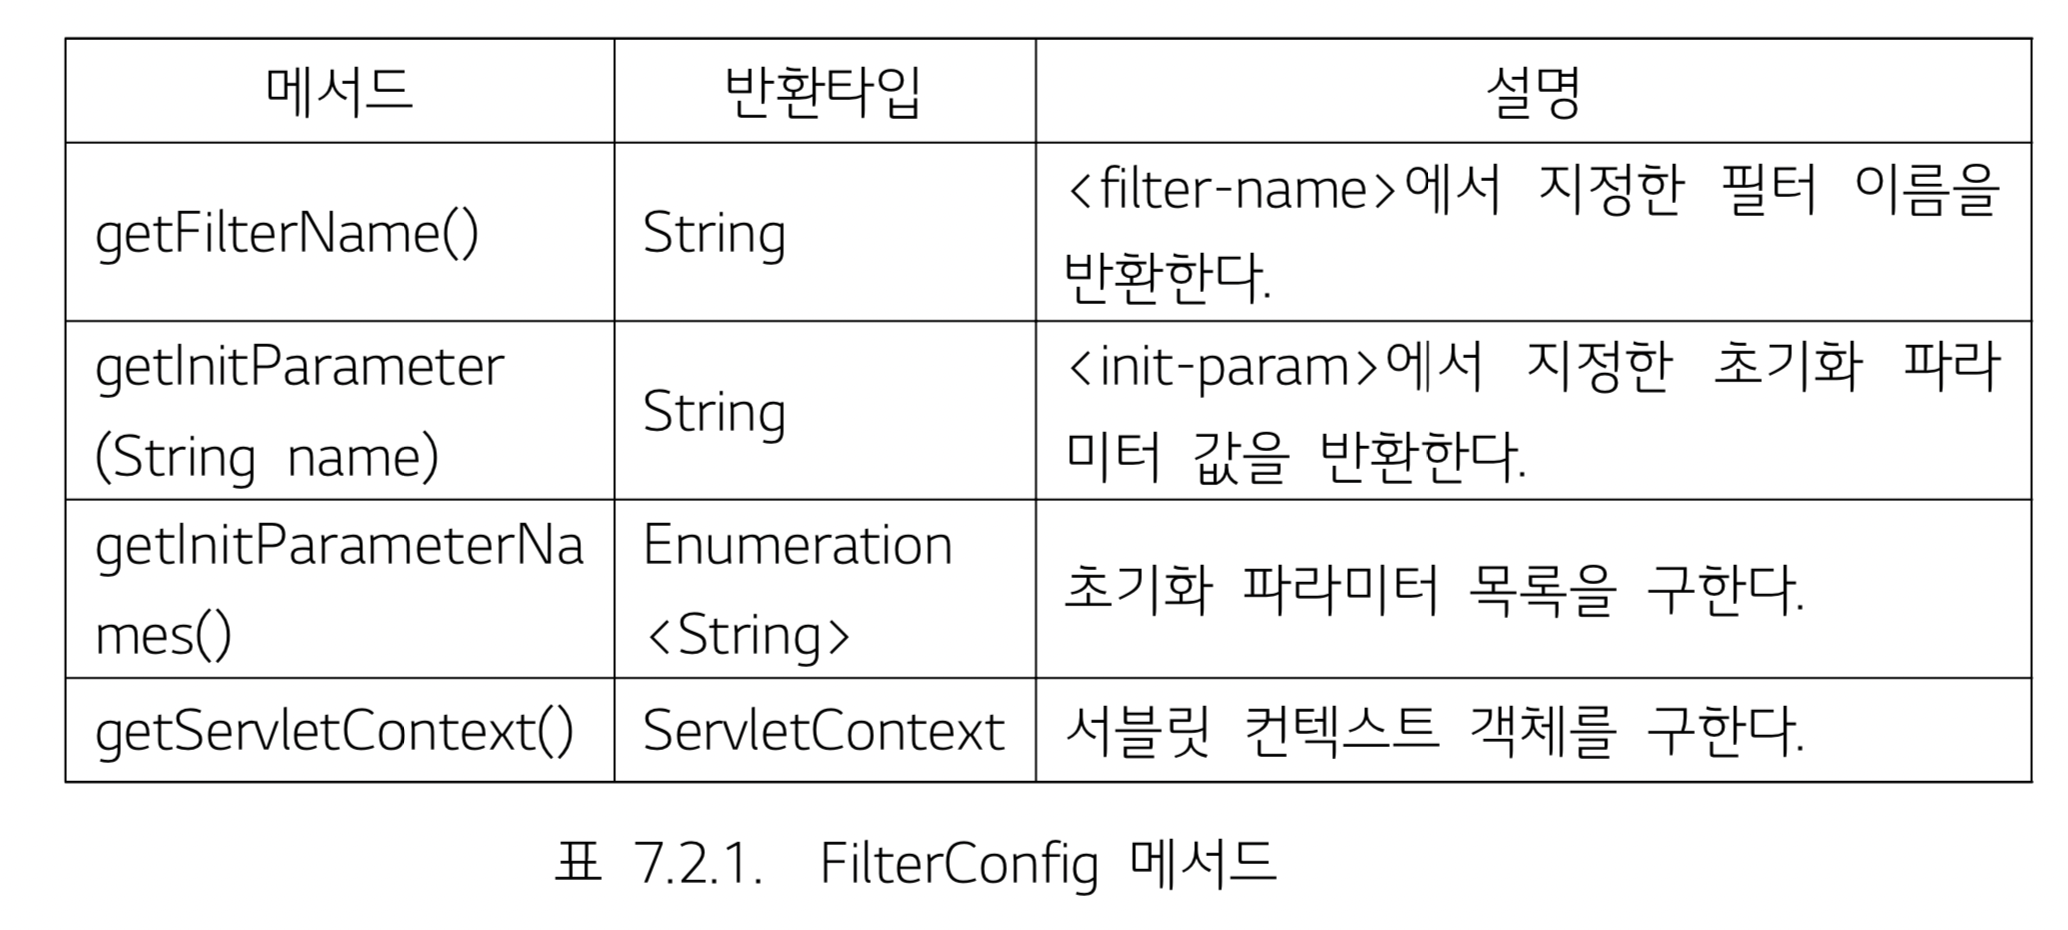 메서드 반환타입 설명
getFilterName() String <filter-name>에서 지정한 필터 이름을
반환한다.
getInitParameter
(String name) String <init-param>에서 지정한 초기화 파라
미터 값을 반환한다.
getInitParameterNa
mes() Enumeration
<String> 초기화 파라미터 목록을 구한다.
getServletContext() ServletContext 서블릿 컨텍스트 객체를 구한다.
표 7.2.1. FilterConfig 메서드